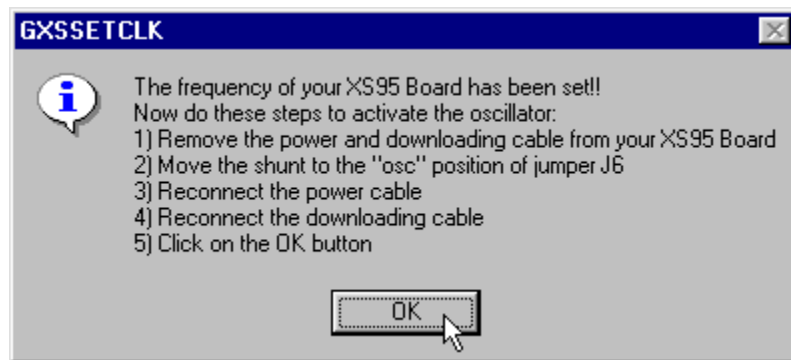 GXSSETCLK
The frequency of your XS95 Board has been set!!
Now do these steps to activate the oscillator:
1) Remove the power and downloading cable from your XS95 Board
2) Move the shunt to the "osc" position of jumper J6
3) Reconnect the power cable
4) Reconnect the downloading cable
5) Click on the OK button
OK